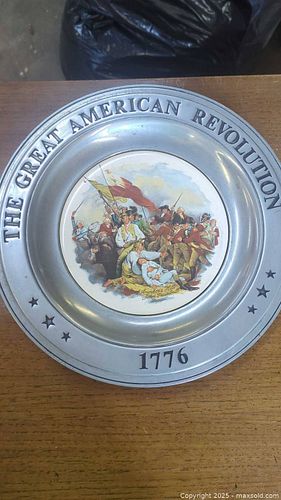 THE GREAT AMERICAN REVOLUTION
1776
Copyright 2025 - maxsold.com